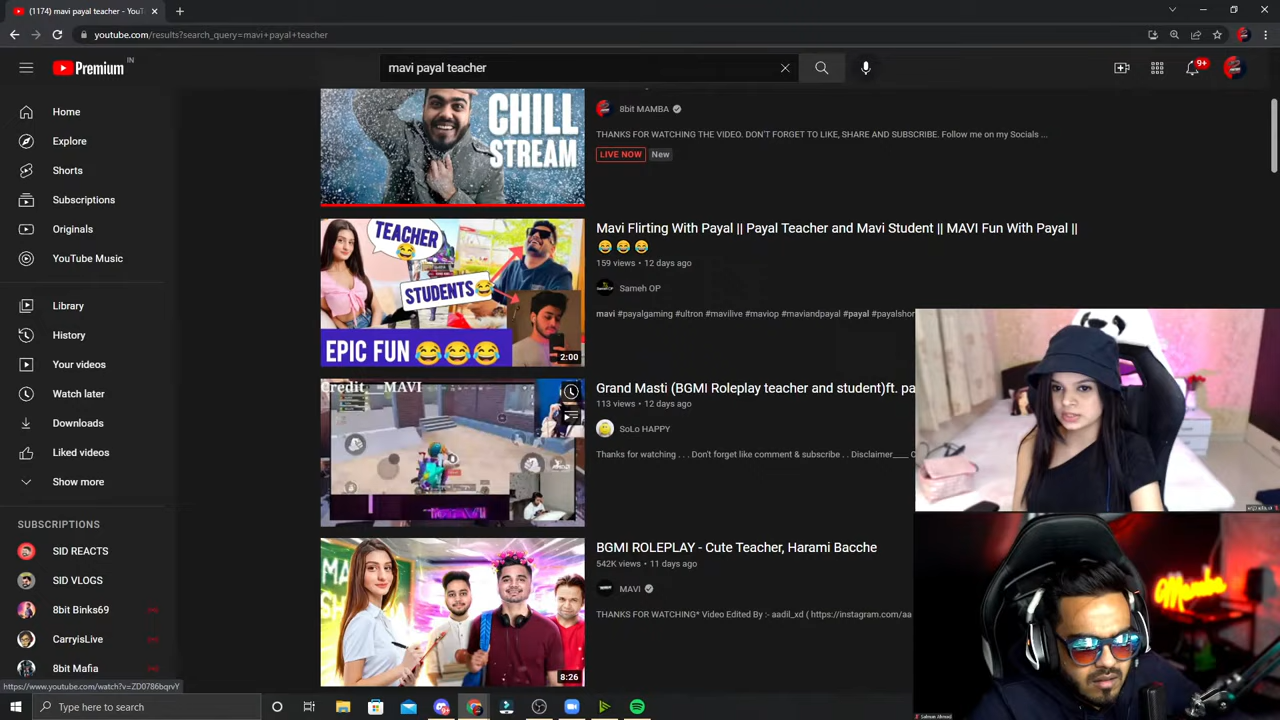 (1174) mavi payal teacher - YouT
youtube.com/results?search_query=mavi+payal+teacher
Premium IN
mavi payal teacher
9+
Home
Explore
Shorts
Subscriptions
Originals
YouTube Music
Library
History
Your videos
Watch later
Downloads
Liked videos
Show more
SUBSCRIPTIONS
SID REACTS
SID VLOGS
8bit Binks69
CarryisLive
8bit Mafia
CHILL
STREAM
8bit MAMBA
THANKS FOR WATCHING THE VIDEO. DON'T FORGET TO LIKE, SHARE AND SUBSCRIBE. Follow me on my Socials ...
LIVE NOW New
TEACHER
STUDENTS
EPIC FUN
2:00
Mavi Flirting With Payal || Payal Teacher and Mavi Student || MAVI Fun With Payal ||
😂 😂 😂
159 views • 12 days ago
Sameh OP
mavi #payalgaming #ultron #mavilive #maviop #maviandpayal #payal #payalshor
Credit MAVI
Grand Masti (BGMI Roleplay teacher and student)ft. pa
113 views • 12 days ago
SoLo HAPPY
Thanks for watching . . . Don't forget like comment & subscribe . . Disclaimer____ C
8:26
BGMI ROLEPLAY - Cute Teacher, Harami Bacche
542K views • 11 days ago
MAVI
THANKS FOR WATCHING* Video Edited By :- aadil_xd ( https://instagram.com/aa
Mamba
https://www.youtube.com/watch?v=ZD0786bqrvY
Type here to search